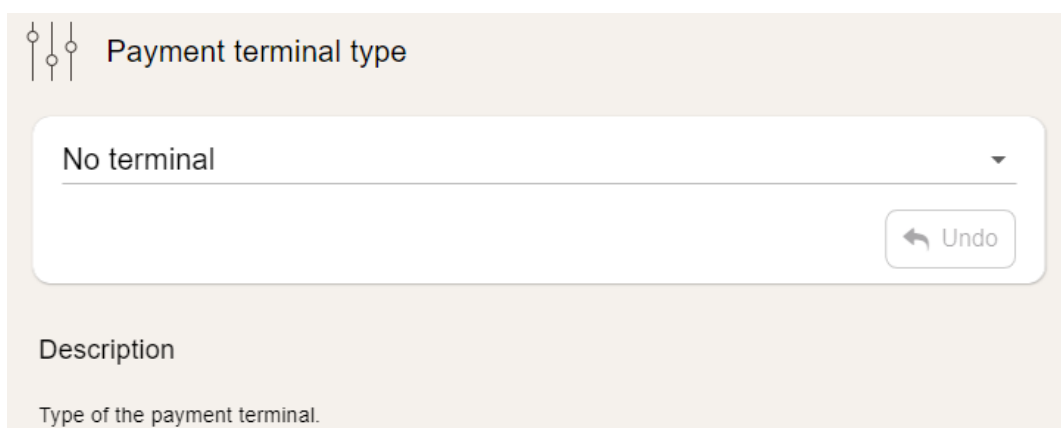 Payment terminal type
No terminal
Undo
Description
Type of the payment terminal.